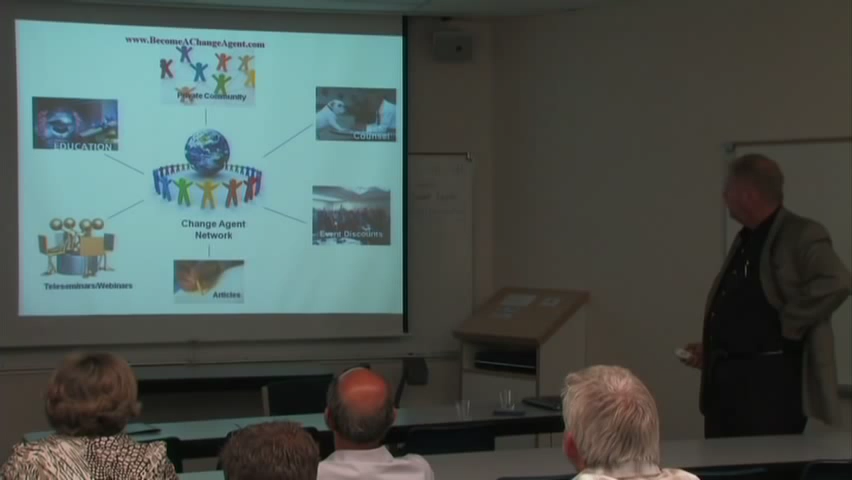 www.BecomeAChangeAgent.com
Private Community
EDUCATION
Counsel
Change Agent
Network
Event Discounts
Teleseminars/Webinars
Articles